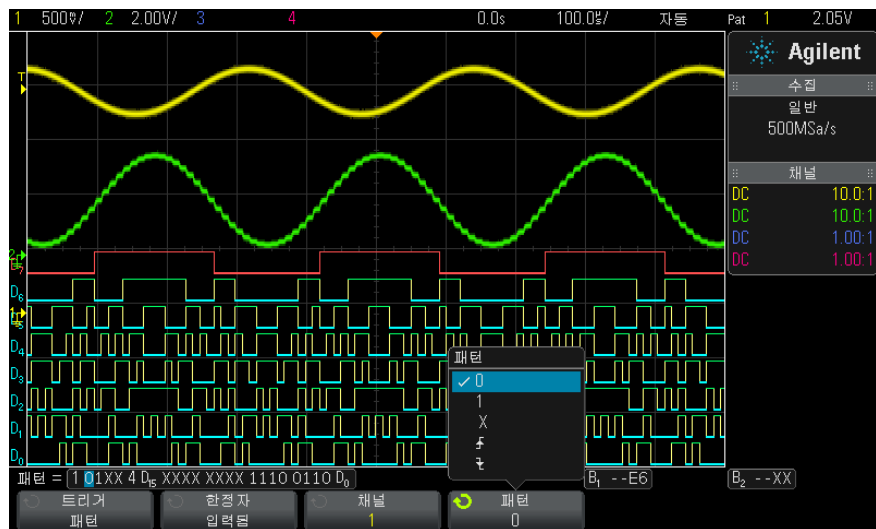 1 500mV/ 2 2.00V/ 3 4 0.0s 100.0us/ 자동 Pat 1 2.05V
Agilent
수집
일반
500MSa/s
채널
DC 10.0:1
DC 10.0:1
DC 1.00:1
DC 1.00:1
T
2
D7
D6
1
D5
D4
D3
D2
D1
D0
패턴
0
1
X
패턴 = 1 01XX 4 D15 XXXX XXXX 1110 0110 D0
B1 --E6
B2 --XX
트리거
패턴
한정자
입력됨
채널
1
패턴
0